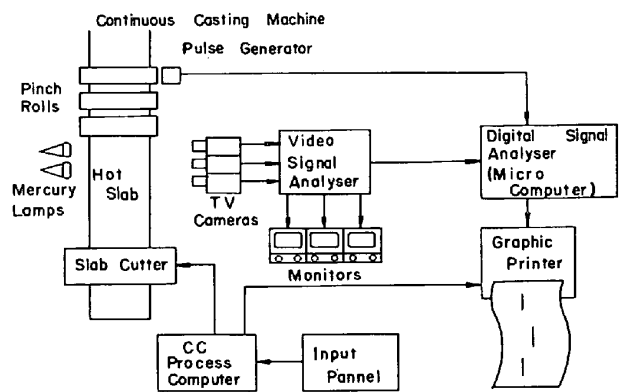 Continuous Casting Machine
Pulse Generator
Pinch
Rolls
Mercury
Lamps
Hot
Slab
TV
Cameras
Video
Signal
Analyser
Monitors
Digital Signal
Analyser
(Micro
Computer)
Graphic
Printer
Slab Cutter
CC
Process
Computer
Input
Pannel